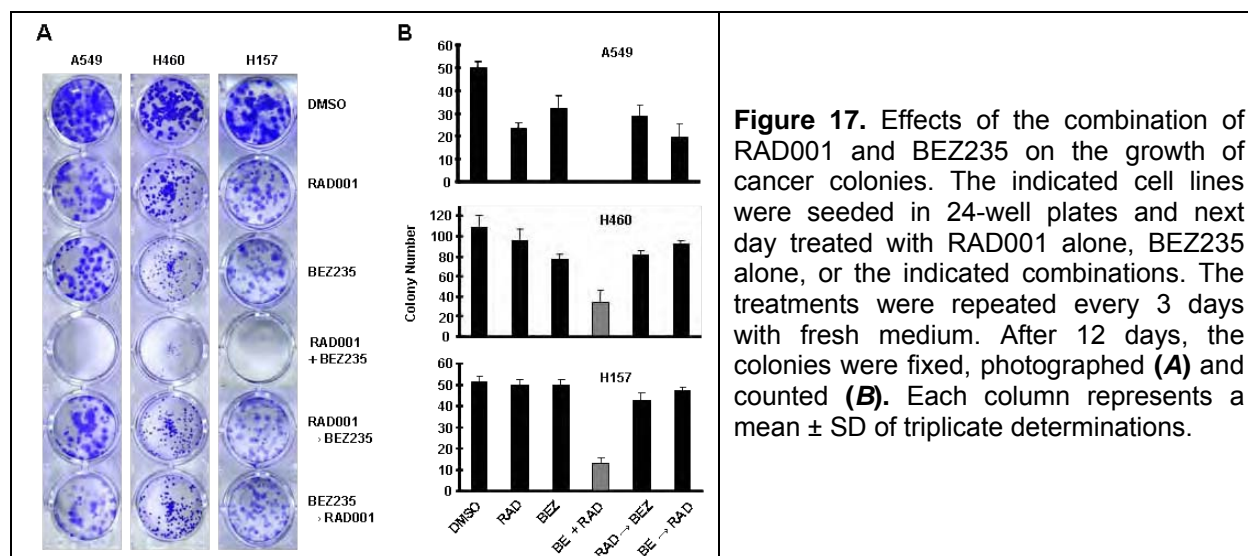 A
A549 H460 H157
DMSO
RAD001
BEZ235
RAD001
+ BEZ235
RAD001
→ BEZ235
BEZ235
→ RAD001
B
Colony Number
60
50
40
30
20
10
0
A549
120
100
80
60
40
20
0
H460
60
50
40
30
20
10
0
H157
DMSO
RAD
BEZ
BE + RAD
RAD → BEZ
BE → RAD
Figure 17. Effects of the combination of
RAD001 and BEZ235 on the growth of
cancer colonies. The indicated cell lines
were seeded in 24-well plates and next
day treated with RAD001 alone, BEZ235
alone, or the indicated combinations. The
treatments were repeated every 3 days
with fresh medium. After 12 days, the
colonies were fixed, photographed (A) and
counted (B). Each column represents a
mean ± SD of triplicate determinations.